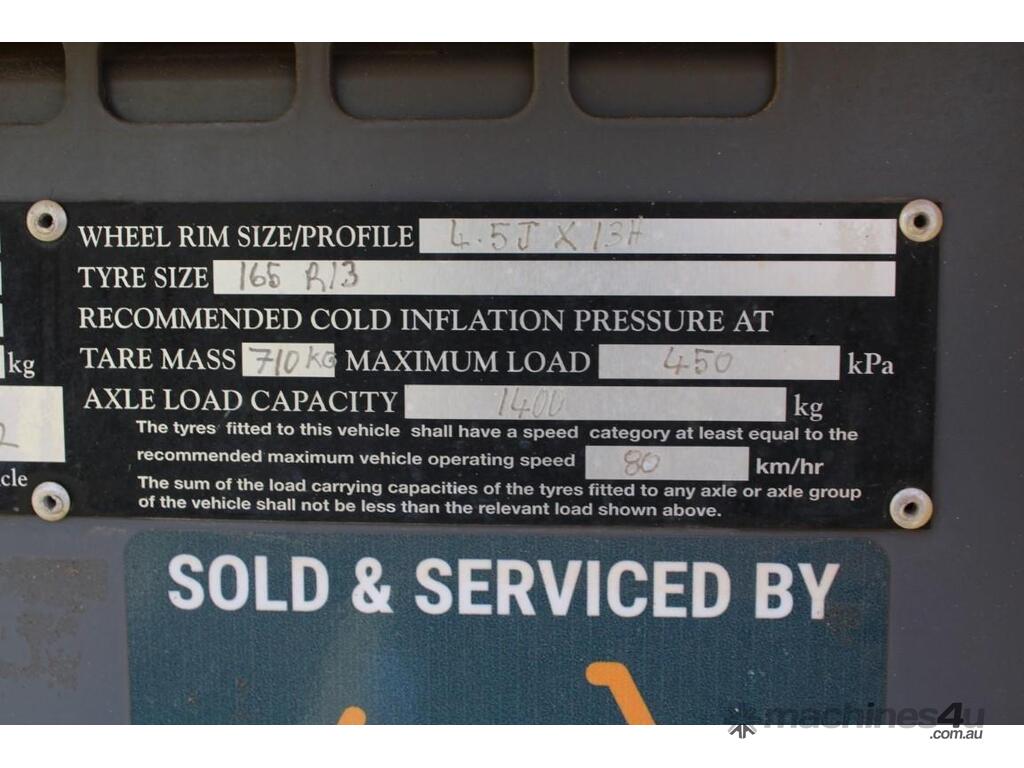 WHEEL RIM SIZE/PROFILE 4.5J X 13H
TYRE SIZE 165 R13
RECOMMENDED COLD INFLATION PRESSURE AT
kg TARE MASS 710KG MAXIMUM LOAD 450 kPa
AXLE LOAD CAPACITY 1400 kg
2
The tyres fitted to this vehicle shall have a speed category at least equal to the
recommended maximum vehicle operating speed 80 km/hr
cle
The sum of the load carrying capacities of the tyres fitted to any axle or axle group
of the vehicle shall not be less than the relevant load shown above.
SOLD & SERVICED BY
machines4u
.com.au